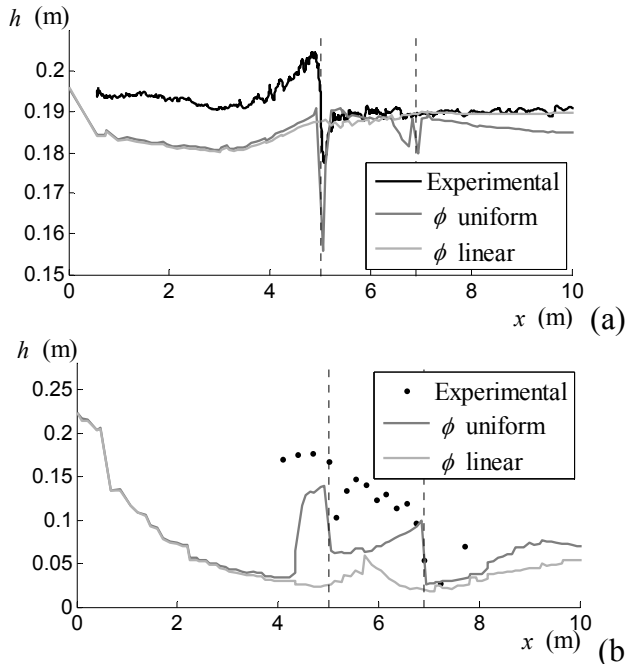 h (m)
0.2
0.19
0.18
0.17
0.16
0.15
Experimental
ϕ uniform
ϕ linear
0 2 4 6 8 10
x (m) (a)
h (m)
0.25
0.2
0.15
0.1
0.05
0
Experimental
ϕ uniform
ϕ linear
0 2 4 6 8 10
x (m) (b